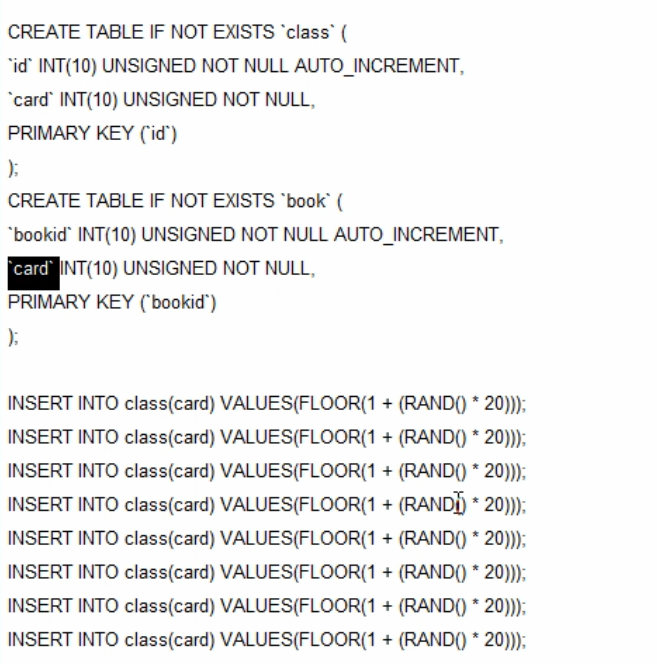 CREATE TABLE IF NOT EXISTS `class` (
`id` INT(10) UNSIGNED NOT NULL AUTO_INCREMENT,
`card` INT(10) UNSIGNED NOT NULL,
PRIMARY KEY (`id`)
);
CREATE TABLE IF NOT EXISTS `book` (
`bookid` INT(10) UNSIGNED NOT NULL AUTO_INCREMENT,
`card` INT(10) UNSIGNED NOT NULL,
PRIMARY KEY (`bookid`)
);
INSERT INTO class(card) VALUES(FLOOR(1 + (RAND() * 20)));
INSERT INTO class(card) VALUES(FLOOR(1 + (RAND() * 20)));
INSERT INTO class(card) VALUES(FLOOR(1 + (RAND() * 20)));
INSERT INTO class(card) VALUES(FLOOR(1 + (RAND() * 20)));
INSERT INTO class(card) VALUES(FLOOR(1 + (RAND() * 20)));
INSERT INTO class(card) VALUES(FLOOR(1 + (RAND() * 20)));
INSERT INTO class(card) VALUES(FLOOR(1 + (RAND() * 20)));
INSERT INTO class(card) VALUES(FLOOR(1 + (RAND() * 20)));